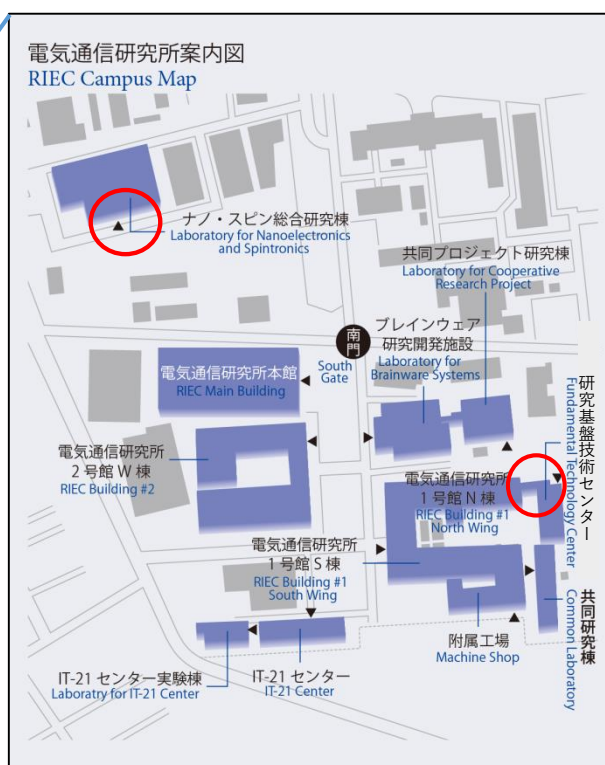 電気通信研究所案内図
RIEC Campus Map
ナノ・スピン総合研究棟
Laboratory for Nanoelectronics
and Spintronics
共同プロジェクト研究棟
Laboratory for Cooperative
Research Project
南門
South
Gate
ブレインウェア
研究開発施設
Laboratory for
Brainware Systems
電気通信研究所本館
RIEC Main Building
研究基盤技術センター
Fundamental Technology Center
電気通信研究所
2号館W棟
RIEC Building #2
電気通信研究所
1号館N棟
RIEC Building #1
North Wing
電気通信研究所
1号館S棟
RIEC Building #1
South Wing
共同研究棟
Common Laboratory
附属工場
Machine Shop
IT-21 センター実験棟
Laboratry for IT-21 Center
IT-21 センター
IT-21 Center